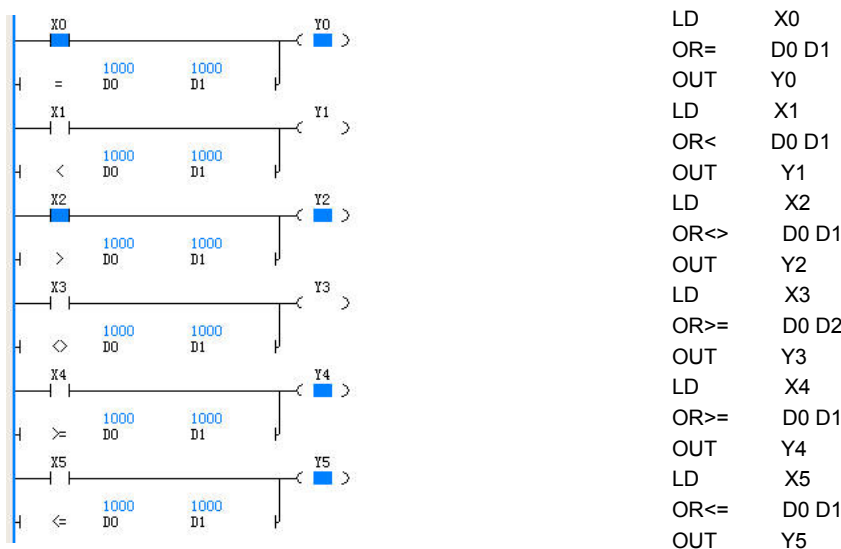 X0 Y0
1000 1000
= D0 D1
X1 Y1
1000 1000
< D0 D1
X2 Y2
1000 1000
> D0 D1
X3 Y3
1000 1000
<> D0 D1
X4 Y4
1000 1000
>= D0 D1
X5 Y5
1000 1000
<= D0 D1
LD X0
OR= D0 D1
OUT Y0
LD X1
OR< D0 D1
OUT Y1
LD X2
OR<> D0 D1
OUT Y2
LD X3
OR>= D0 D2
OUT Y3
LD X4
OR>= D0 D1
OUT Y4
LD X5
OR<= D0 D1
OUT Y5